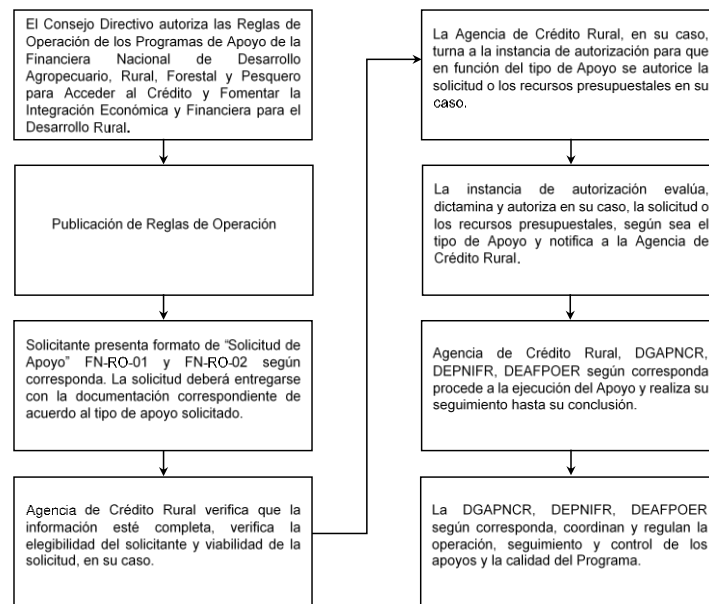 El Consejo Directivo autoriza las Reglas de
Operación de los Programas de Apoyo de la
Financiera Nacional de Desarrollo
Agropecuario, Rural, Forestal y Pesquero
para Acceder al Crédito y Fomentar la
Integración Económica y Financiera para el
Desarrollo Rural.
Publicación de Reglas de Operación
Solicitante presenta formato de “Solicitud de
Apoyo” FN-RO-01 y FN-RO-02 según
corresponda. La solicitud deberá entregarse
con la documentación correspondiente de
acuerdo al tipo de apoyo solicitado.
Agencia de Crédito Rural verifica que la
información esté completa, verifica la
elegibilidad del solicitante y viabilidad de la
solicitud, en su caso.
La Agencia de Crédito Rural, en su caso,
turna a la instancia de autorización para que
en función del tipo de Apoyo se autorice la
solicitud o los recursos presupuestales en su
caso.
La instancia de autorización evalúa,
dictamina y autoriza en su caso, la solicitud o
los recursos presupuestales, según sea el
tipo de Apoyo y notifica a la Agencia de
Crédito Rural.
Agencia de Crédito Rural, DGAPNCR,
DEPNIFR, DEAFPOER según corresponda
procede a la ejecución del Apoyo y realiza su
seguimiento hasta su conclusión.
La DGAPNCR, DEPNIFR, DEAFPOER
según corresponda, coordinan y regulan la
operación, seguimiento y control de los
apoyos y la calidad del Programa.